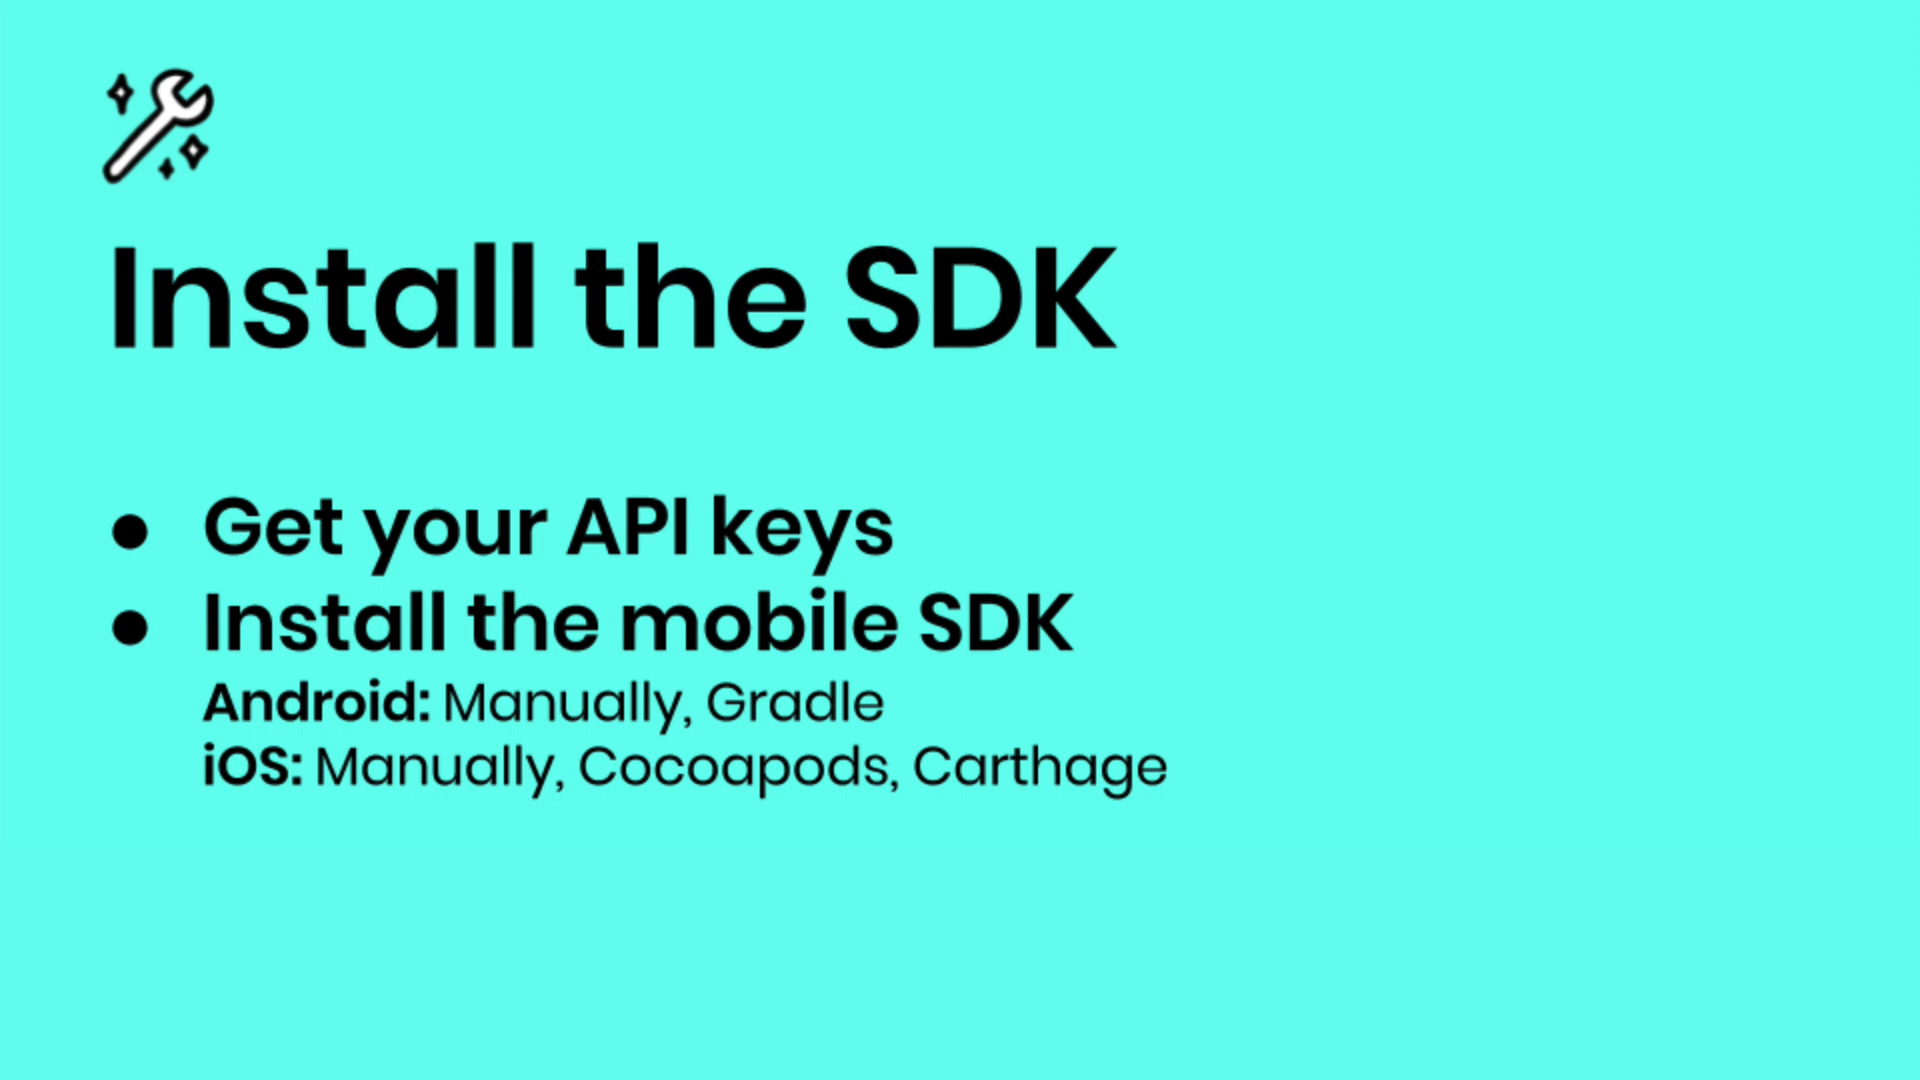 Install the SDK
● Get your API keys
● Install the mobile SDK
Android: Manually, Gradle
iOS: Manually, Cocoapods, Carthage